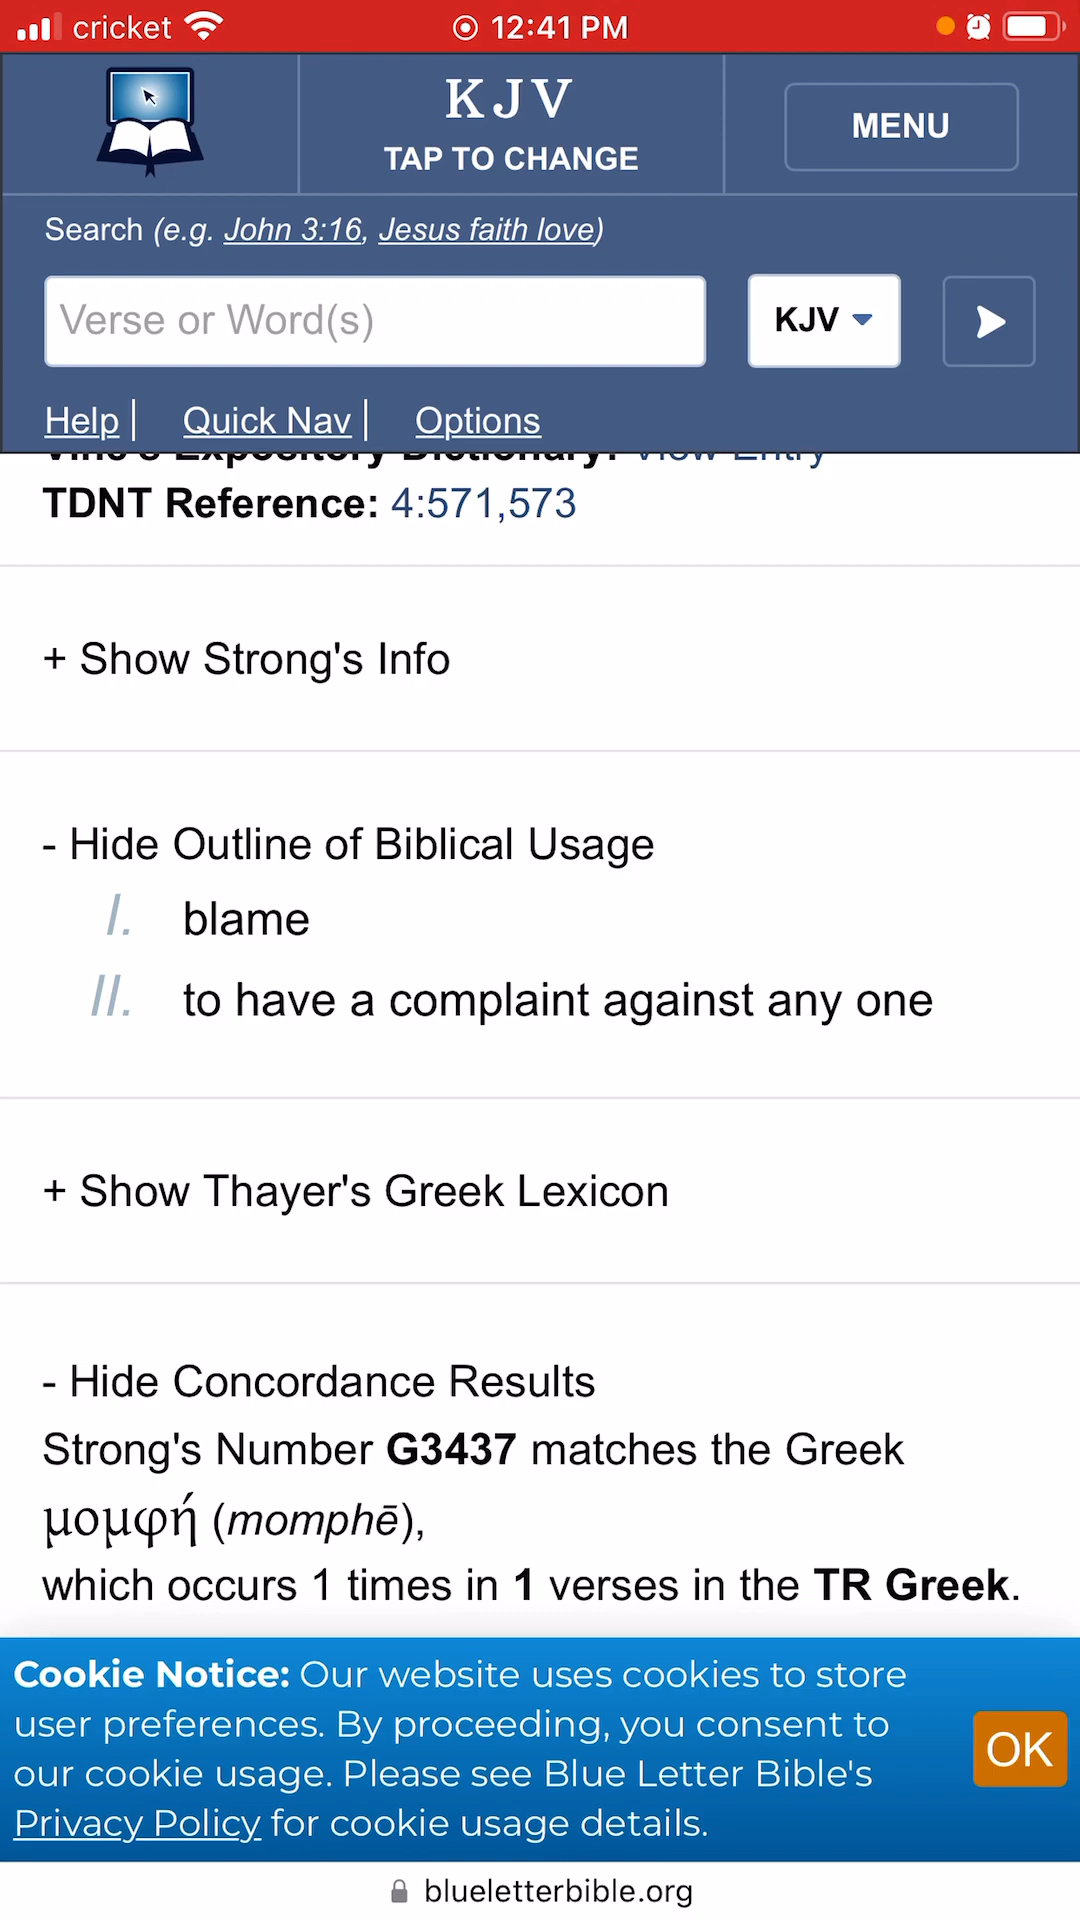 cricket 12:41 PM
KJV
TAP TO CHANGE
MENU
Search (e.g. John 3:16, Jesus faith love)
Verse or Word(s)
KJV
Help| Quick Nav| Options
Vine's Expository Dictionary: View Entry
TDNT Reference: 4:571,573
+ Show Strong's Info
- Hide Outline of Biblical Usage
I. blame
II. to have a complaint against any one
+ Show Thayer's Greek Lexicon
- Hide Concordance Results
Strong's Number G3437 matches the Greek
μομφή (momphē),
which occurs 1 times in 1 verses in the TR Greek.
Cookie Notice: Our website uses cookies to store
user preferences. By proceeding, you consent to
our cookie usage. Please see Blue Letter Bible's
Privacy Policy for cookie usage details.
OK
blueletterbible.org